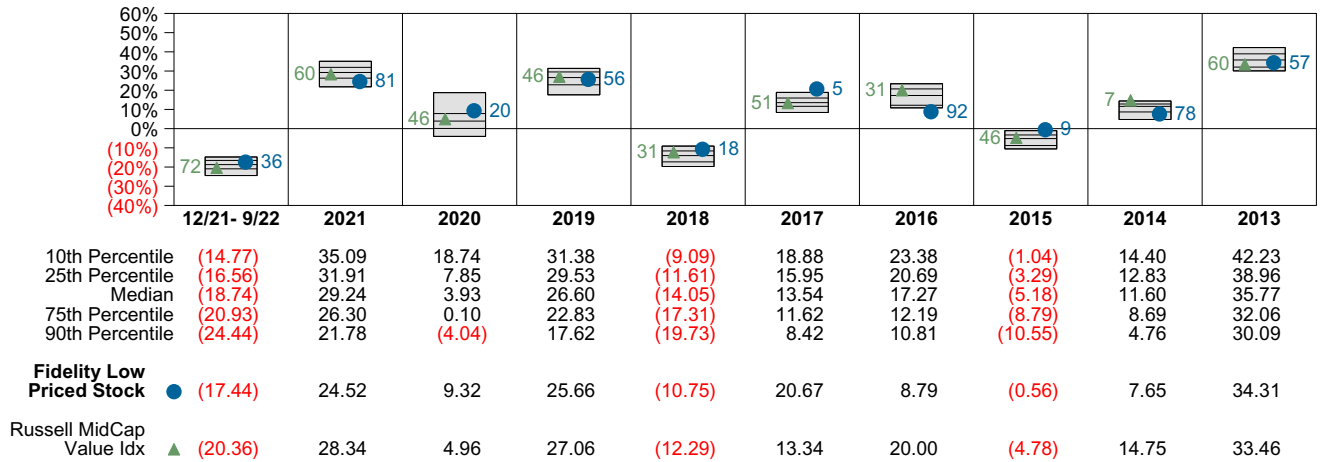 60%
50%
40%
30%
20%
10%
0%
(10%)
(20%)
(30%)
(40%)
72 36
60 81
46 20
46 56
31 18
51 5
31 92
46 9
7 78
60 57
12/21- 9/22 2021 2020 2019 2018 2017 2016 2015 2014 2013
10th Percentile (14.77) 35.09 18.74 31.38 (9.09) 18.88 23.38 (1.04) 14.40 42.23
25th Percentile (16.56) 31.91 7.85 29.53 (11.61) 15.95 20.69 (3.29) 12.83 38.96
Median (18.74) 29.24 3.93 26.60 (14.05) 13.54 17.27 (5.18) 11.60 35.77
75th Percentile (20.93) 26.30 0.10 22.83 (17.31) 11.62 12.19 (8.79) 8.69 32.06
90th Percentile (24.44) 21.78 (4.04) 17.62 (19.73) 8.42 10.81 (10.55) 4.76 30.09
Fidelity Low
Priced Stock (17.44) 24.52 9.32 25.66 (10.75) 20.67 8.79 (0.56) 7.65 34.31
Russell MidCap
Value Idx (20.36) 28.34 4.96 27.06 (12.29) 13.34 20.00 (4.78) 14.75 33.46